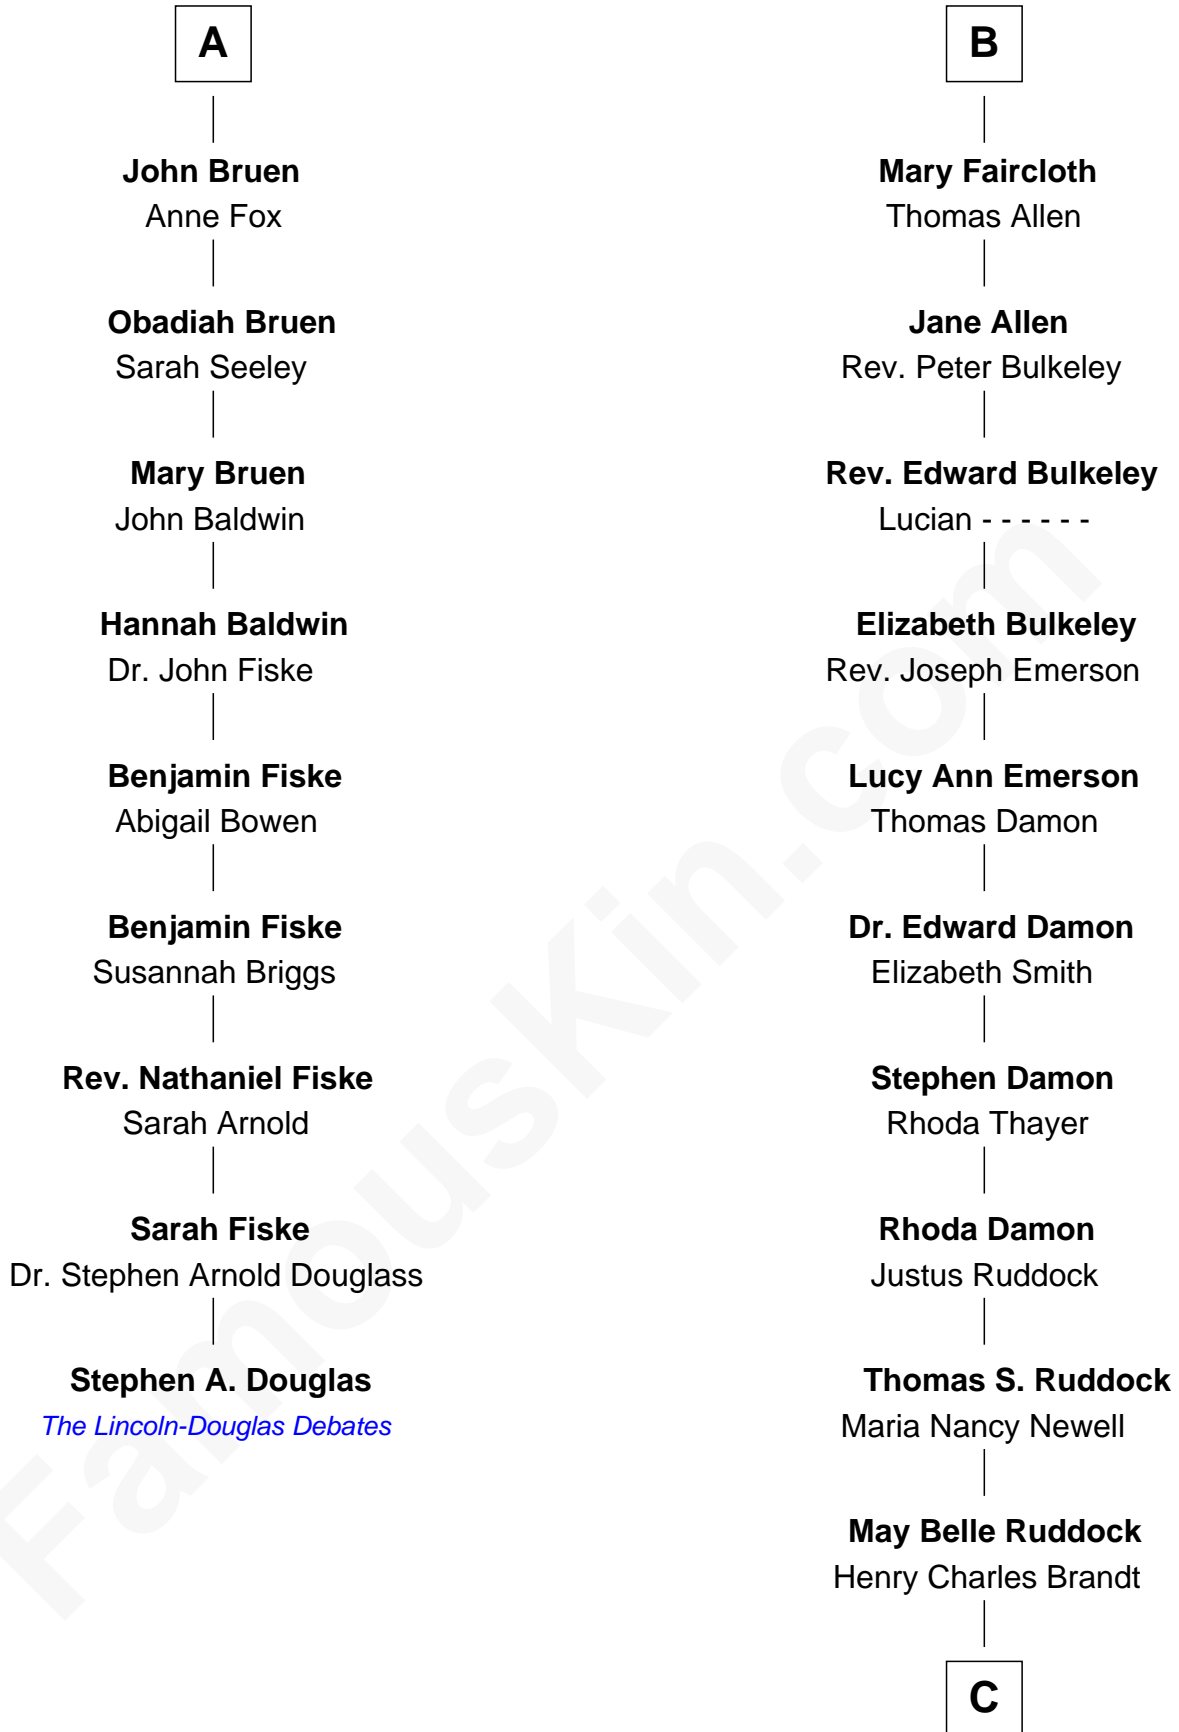 A
John Bruen
Anne Fox
Obadiah Bruen
Sarah Seeley
Mary Bruen
John Baldwin
Hannah Baldwin
Dr. John Fiske
Benjamin Fiske
Abigail Bowen
Benjamin Fiske
Susannah Briggs
Rev. Nathaniel Fiske
Sarah Arnold
Sarah Fiske
Dr. Stephen Arnold Douglass
Stephen A. Douglas
The Lincoln-Douglas Debates
B
Mary Faircloth
Thomas Allen
Jane Allen
Rev. Peter Bulkeley
Rev. Edward Bulkeley
Lucian - - - - - -
Elizabeth Bulkeley
Rev. Joseph Emerson
Lucy Ann Emerson
Thomas Damon
Dr. Edward Damon
Elizabeth Smith
Stephen Damon
Rhoda Thayer
Rhoda Damon
Justus Ruddock
Thomas S. Ruddock
Maria Nancy Newell
May Belle Ruddock
Henry Charles Brandt
C
FamousKin.com